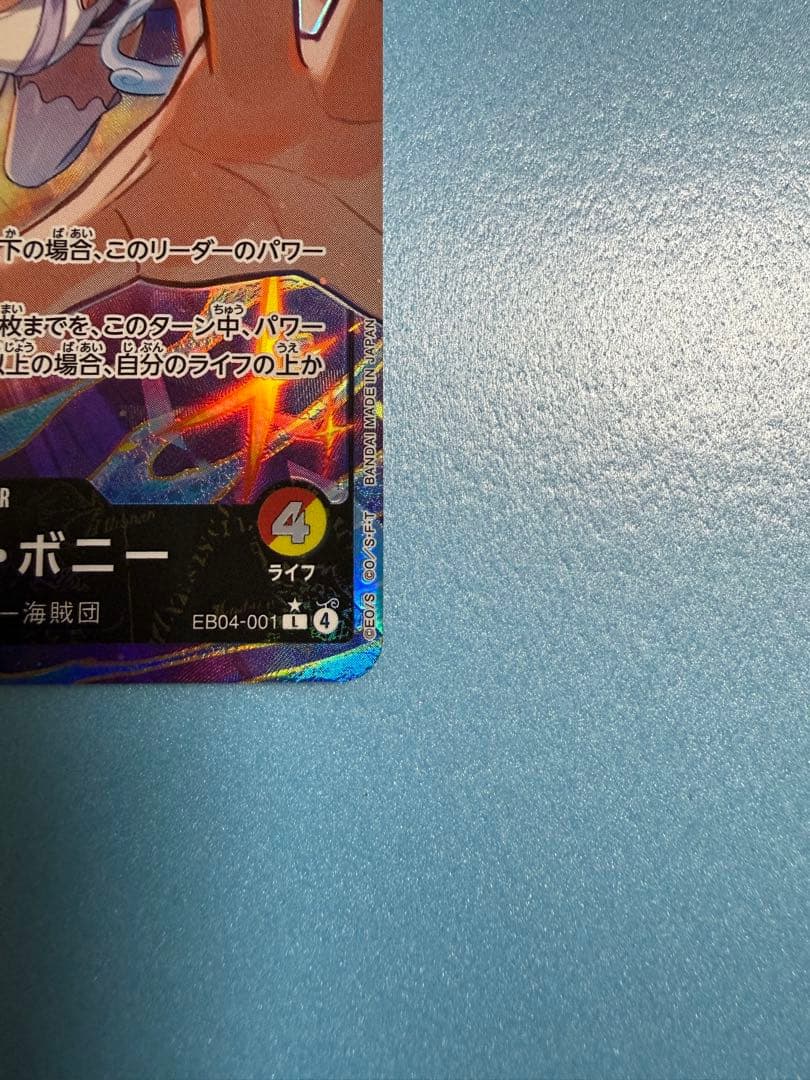 下の場合、このリーダーのパワー
枚までを、このターン中、パワー
以上の場合、自分のライフの上か
R
4
・ボニー
ライフ
ー海賊団
EB04-001 L 4
©EO/S ©O/S・F・T BANDAI MADE IN JAPAN